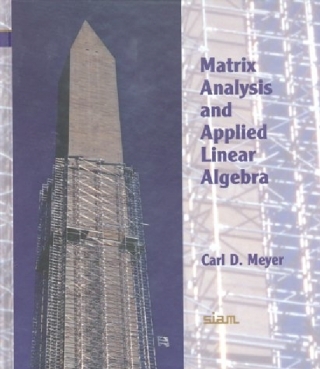 Matrix
Analysis
and
Applied
Linear
Algebra
Carl D. Meyer
siam